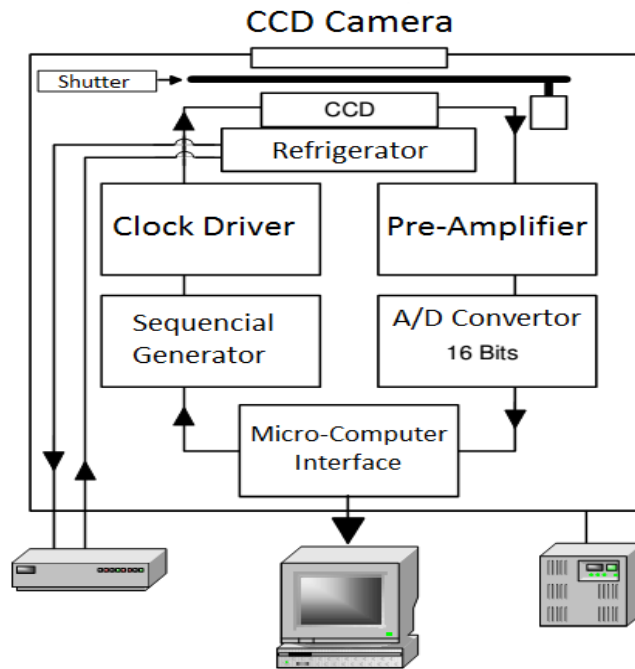 CCD Camera
Shutter
CCD
Refrigerator
Clock Driver
Pre-Amplifier
Sequencial
Generator
A/D Convertor
16 Bits
Micro-Computer
Interface